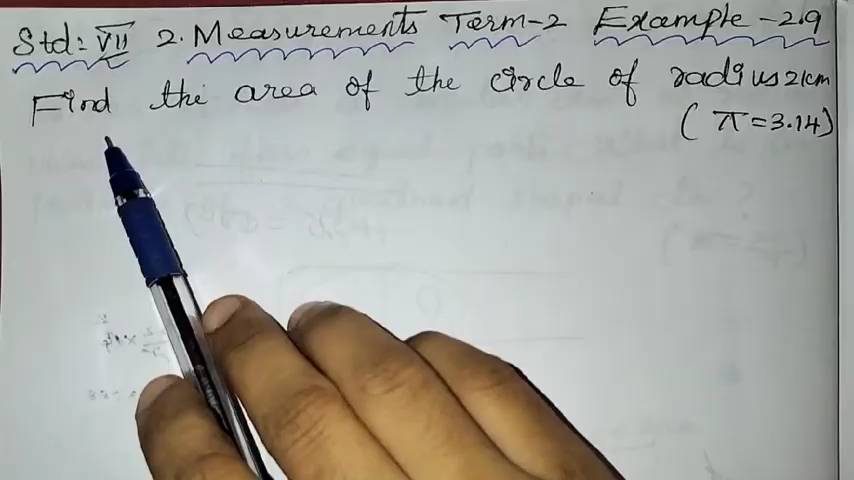 Std: VII 2. Measurements Term-2 Example-2.9
Find the area of the circle of radius 21cm
(π=3.14)